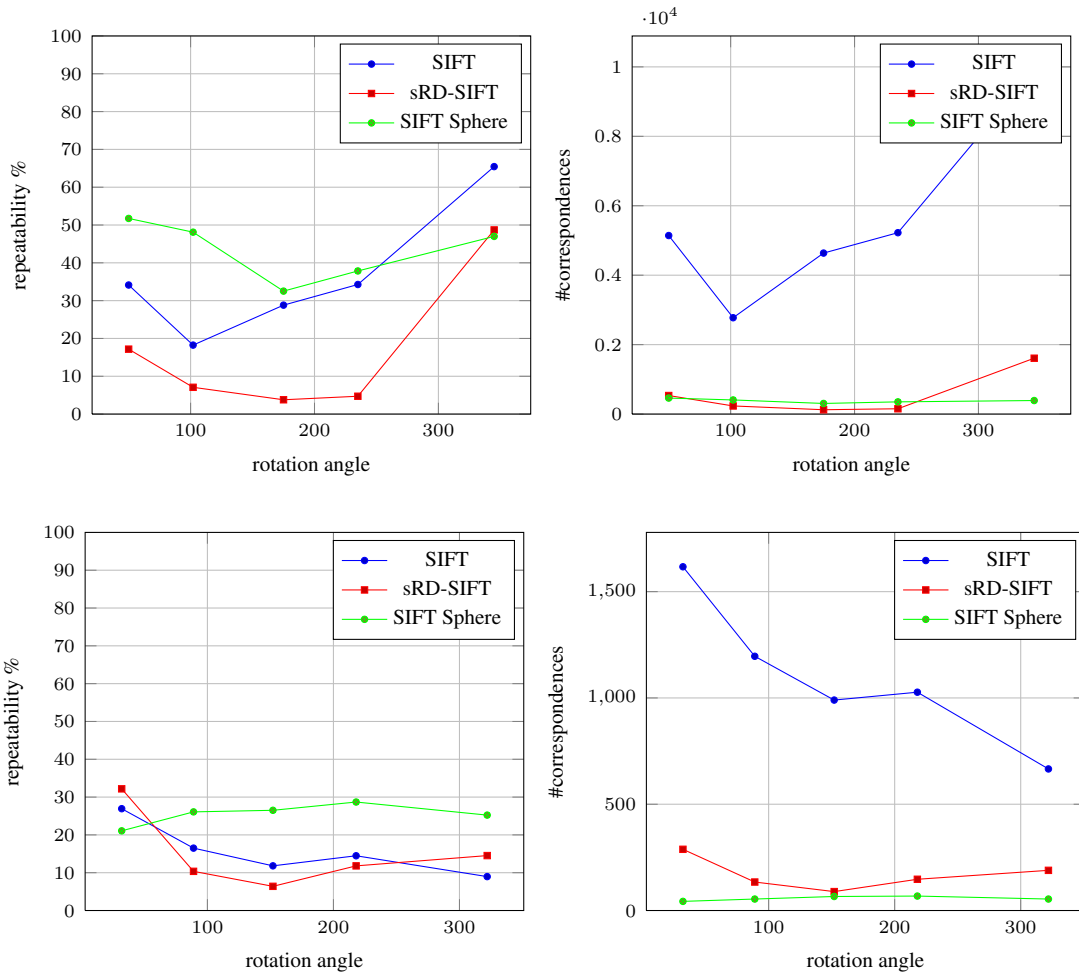 100
90
80
70
60
50
40
30
20
10
0
100 200 300
repeatability %
rotation angle
SIFT
sRD-SIFT
SIFT Sphere
·10⁴
1
0.8
0.6
0.4
0.2
0
100 200 300
#correspondences
rotation angle
SIFT
sRD-SIFT
SIFT Sphere
100
90
80
70
60
50
40
30
20
10
0
100 200 300
repeatability %
rotation angle
SIFT
sRD-SIFT
SIFT Sphere
1,500
1,000
500
0
100 200 300
#correspondences
rotation angle
SIFT
sRD-SIFT
SIFT Sphere